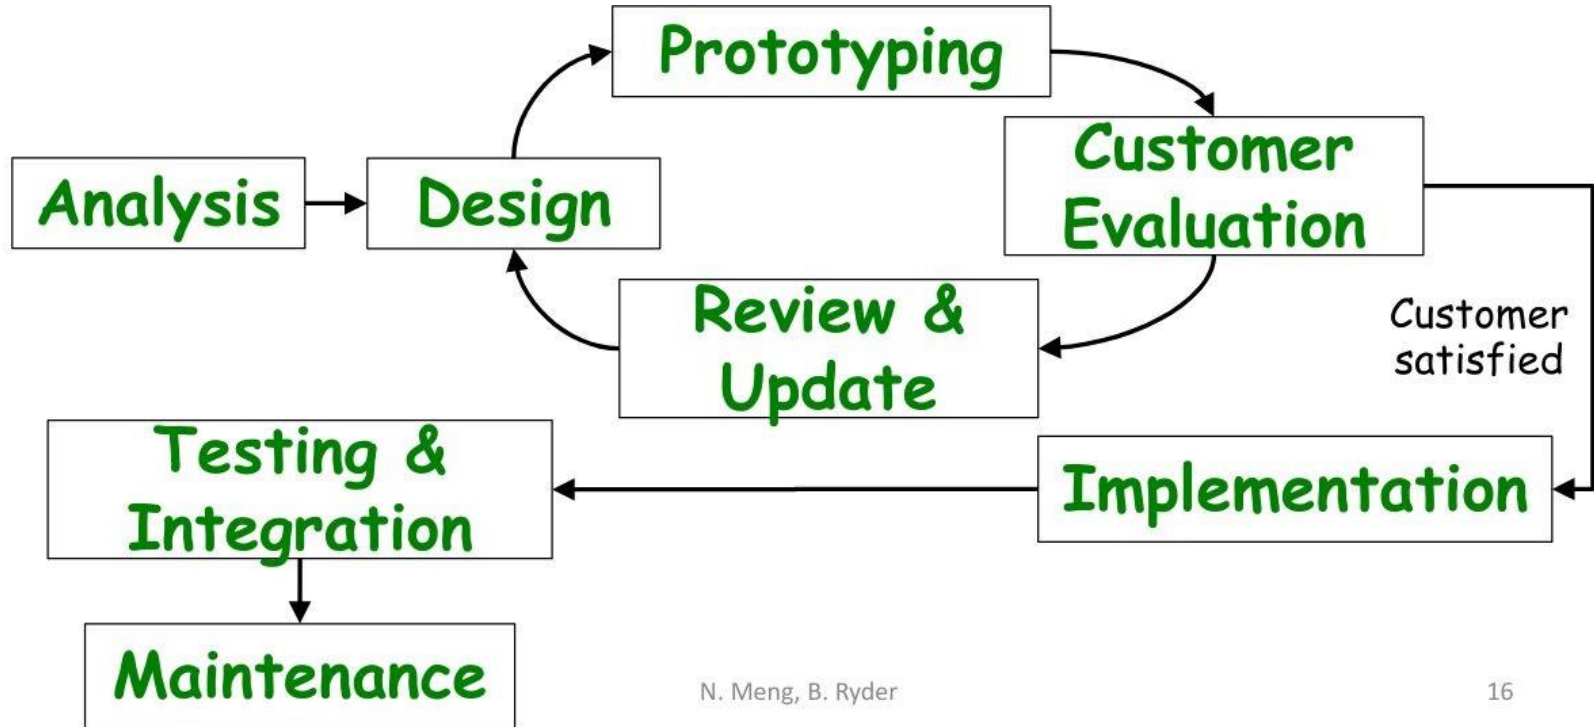 Prototyping
Customer
Evaluation
Analysis
Design
Review &
Update
Customer
satisfied
Testing &
Integration
Implementation
Maintenance
N. Meng, B. Ryder
16